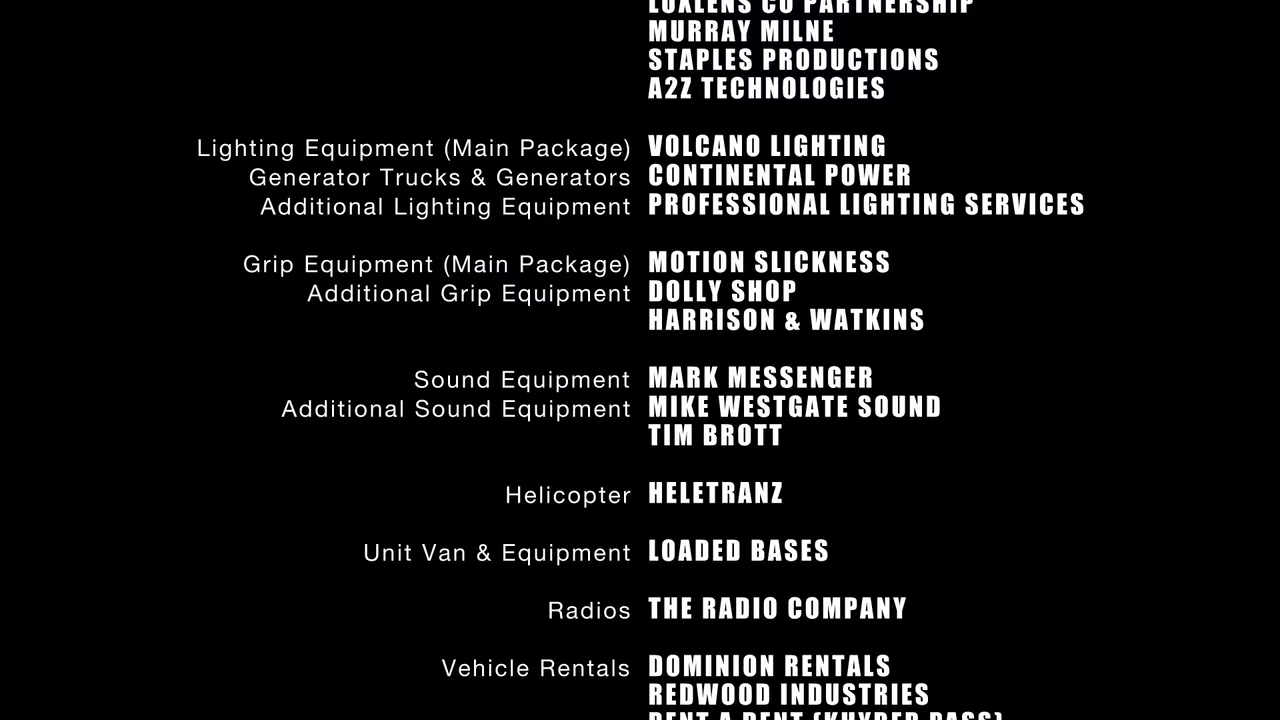 LUXLENS CO PARTNERSHIP
MURRAY MILNE
STAPLES PRODUCTIONS
A2Z TECHNOLOGIES
Lighting Equipment (Main Package) VOLCANO LIGHTING
Generator Trucks & Generators CONTINENTAL POWER
Additional Lighting Equipment PROFESSIONAL LIGHTING SERVICES
Grip Equipment (Main Package) MOTION SLICKNESS
Additional Grip Equipment DOLLY SHOP
HARRISON & WATKINS
Sound Equipment MARK MESSENGER
Additional Sound Equipment MIKE WESTGATE SOUND
TIM BROTT
Helicopter HELETRANZ
Unit Van & Equipment LOADED BASES
Radios THE RADIO COMPANY
Vehicle Rentals DOMINION RENTALS
REDWOOD INDUSTRIES
RENT A DENT (KHYBER PASS)